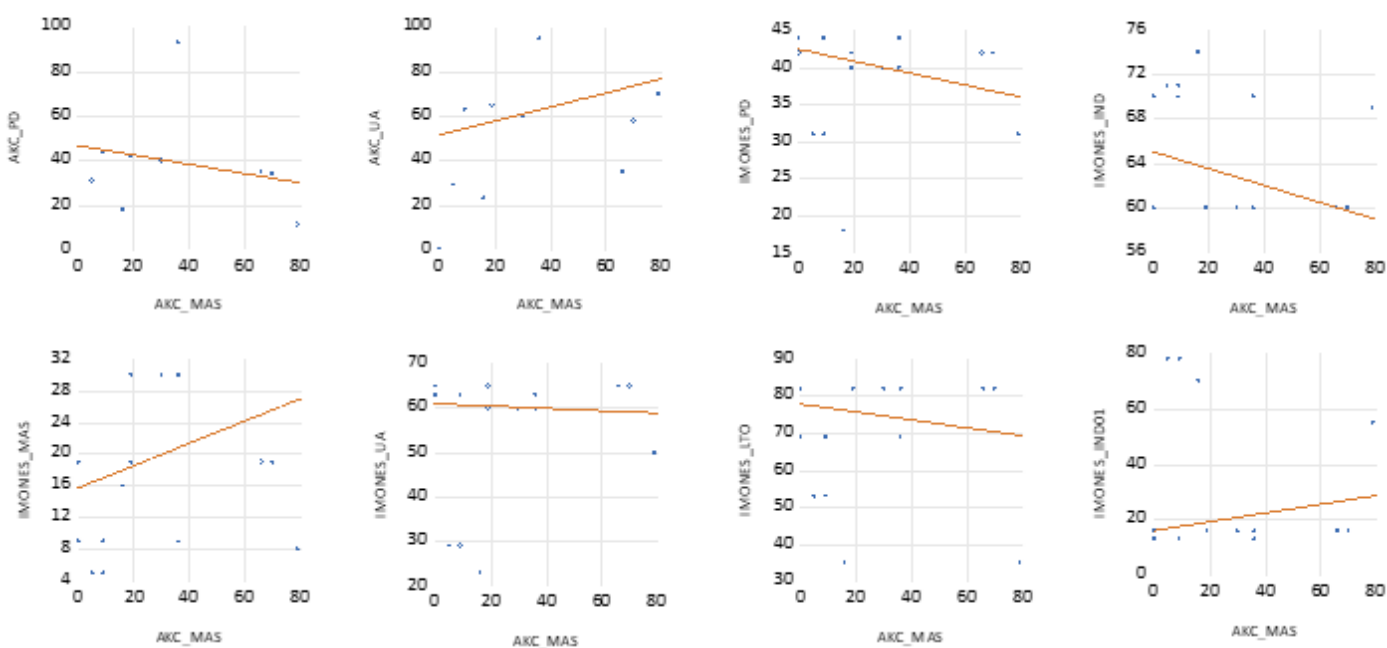 100
80
60
40
20
0
AKC_PD
0 20 40 60 80
AKC_MAS
100
80
60
40
20
0
AKC_UA
0 20 40 60 80
AKC_MAS
45
40
35
30
25
20
15
IMONES_PD
0 20 40 60 80
AKC_MAS
76
72
68
64
60
56
IMONES_IND
0 20 40 60 80
AKC_MAS
32
28
24
20
16
12
8
4
IMONES_MAS
0 20 40 60 80
AKC_MAS
70
60
50
40
30
20
IMONES_UA
0 20 40 60 80
AKC_MAS
90
80
70
60
50
40
30
IMONES_LTO
0 20 40 60 80
AKC_MAS
80
60
40
20
0
IMONES_IND01
0 20 40 60 80
AKC_MAS